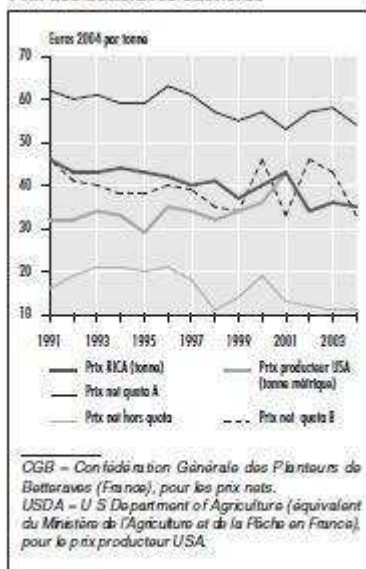 Euros 2004 par tonne
70
60
50
40
30
20
10
1991 1993 1995 1997 1999 2001 2003
Prix RICA (tonne)
Prix producteur USA
(tonne métrique)
Prix net quota A
Prix net hors quota
Prix net quota B
CGB – Confédération Générale des Planteurs de
Betteraves (France), pour les prix nets.
USDA – U S Department of Agriculture (équivalent
du Ministère de l'Agriculture et de la Pêche en France),
pour le prix producteur USA.